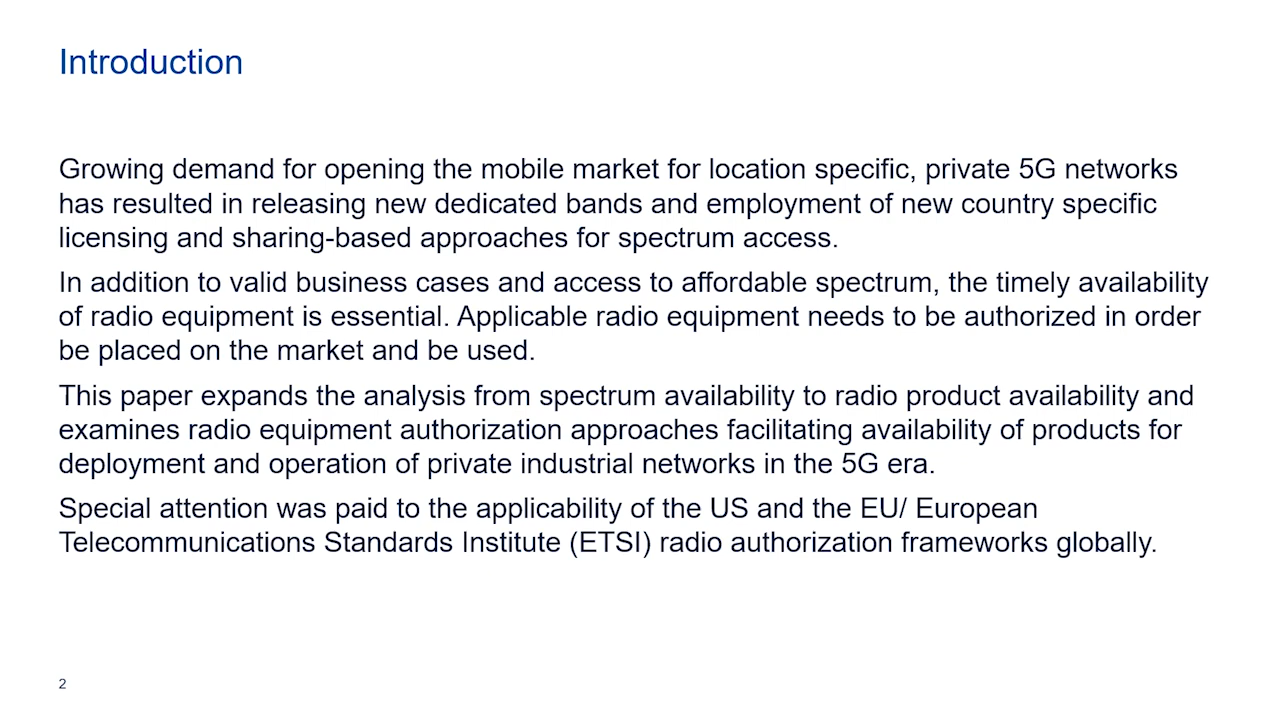 Introduction
Growing demand for opening the mobile market for location specific, private 5G networks
has resulted in releasing new dedicated bands and employment of new country specific
licensing and sharing-based approaches for spectrum access.
In addition to valid business cases and access to affordable spectrum, the timely availability
of radio equipment is essential. Applicable radio equipment needs to be authorized in order
be placed on the market and be used.
This paper expands the analysis from spectrum availability to radio product availability and
examines radio equipment authorization approaches facilitating availability of products for
deployment and operation of private industrial networks in the 5G era.
Special attention was paid to the applicability of the US and the EU/ European
Telecommunications Standards Institute (ETSI) radio authorization frameworks globally.
2